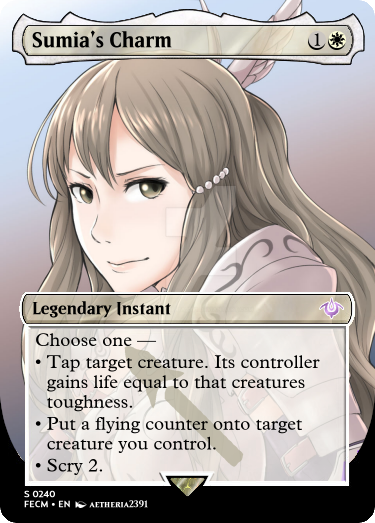 Sumia's Charm 1
Legendary Instant
Choose one —
• Tap target creature. Its controller
gains life equal to that creatures
toughness.
• Put a flying counter onto target
creature you control.
• Scry 2.
S 0240
FECM • EN AETHERIA2391